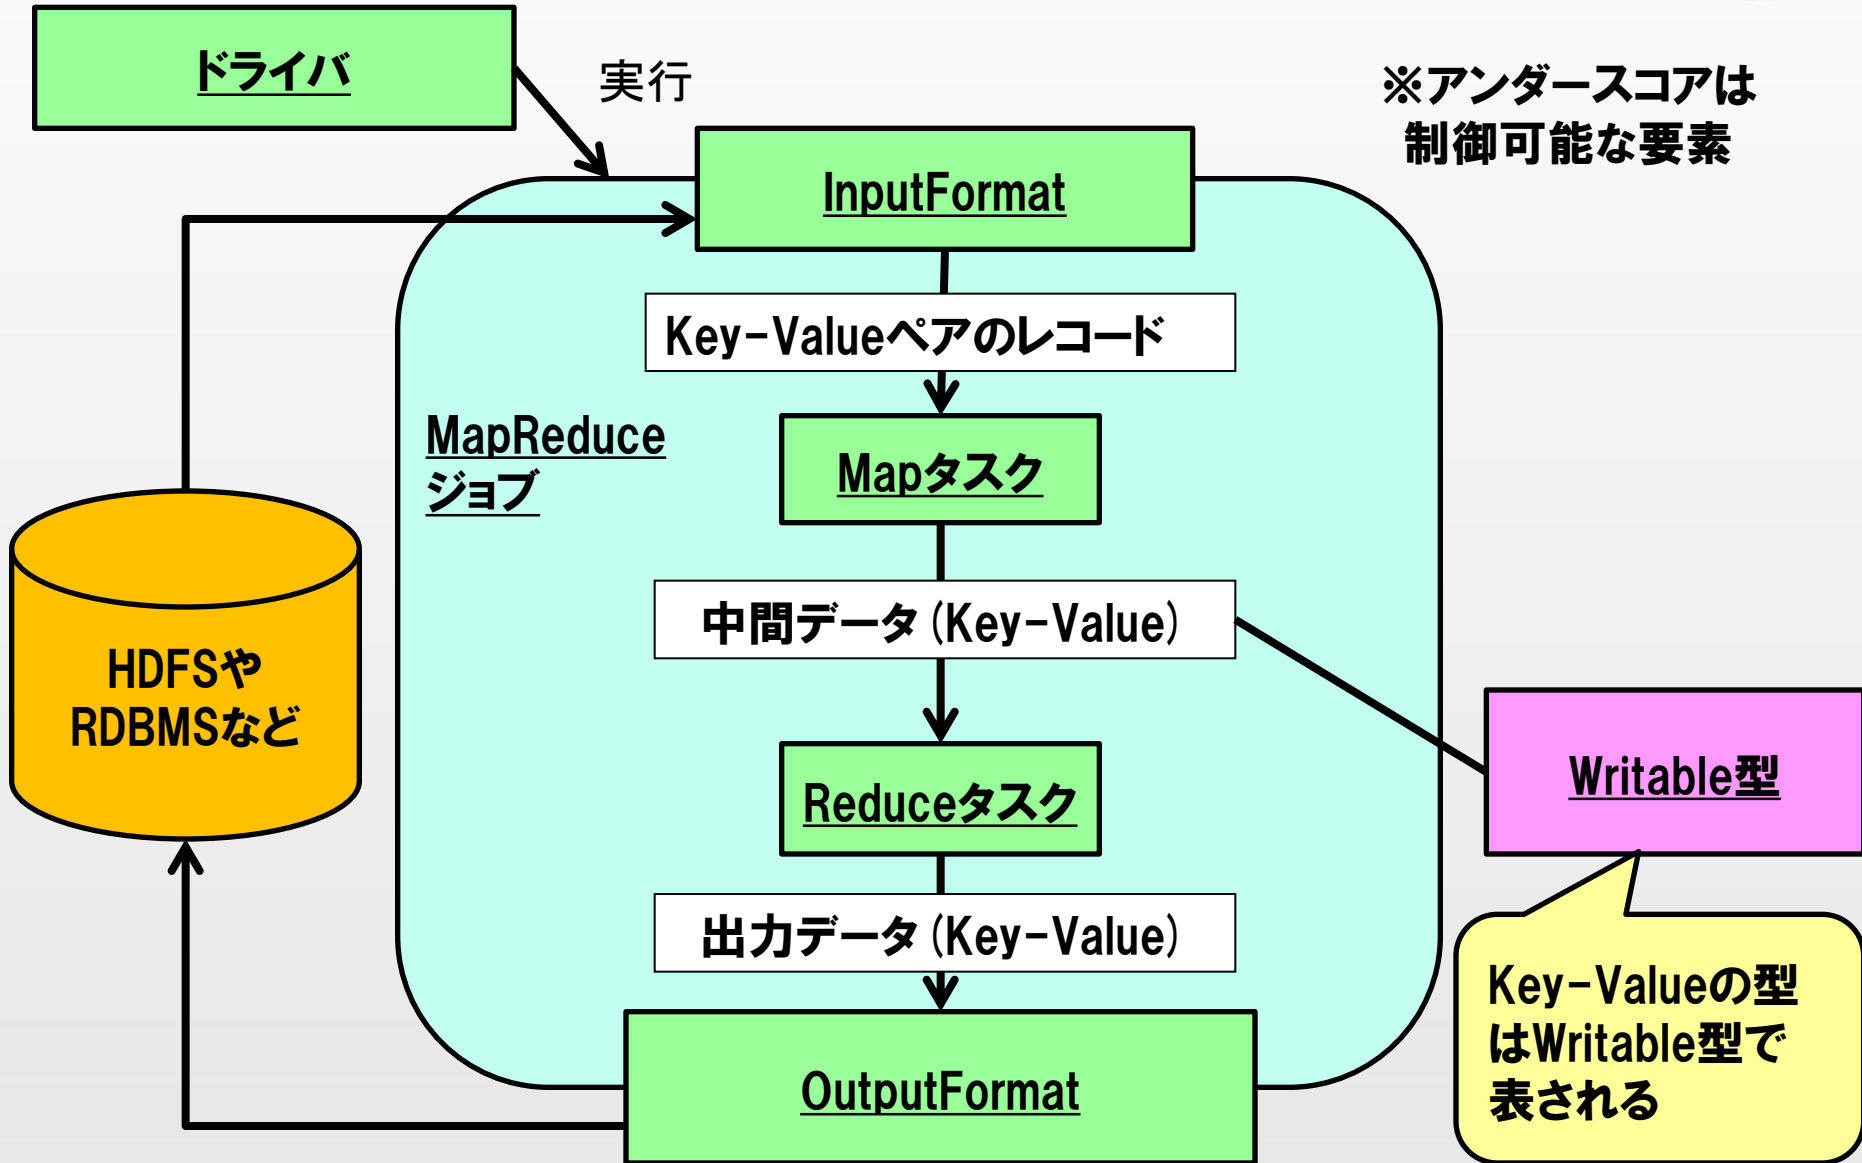 ドライバ
実行
※アンダースコアは
制御可能な要素
InputFormat
Key-Valueペアのレコード
MapReduce
ジョブ
Mapタスク
中間データ(Key-Value)
HDFSや
RDBMSなど
Writable型
Reduceタスク
出力データ(Key-Value)
Key-Valueの型
はWritable型で
表される
OutputFormat